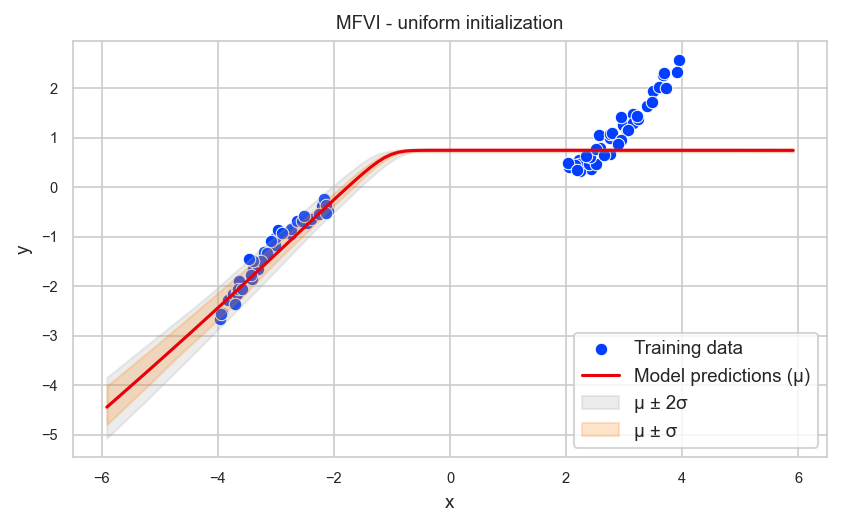 MFVI - uniform initialization
y
2
1
0
−1
−2
−3
−4
−5
Training data
Model predictions (μ)
μ ± 2σ
μ ± σ
−6 −4 −2 0 2 4 6
x